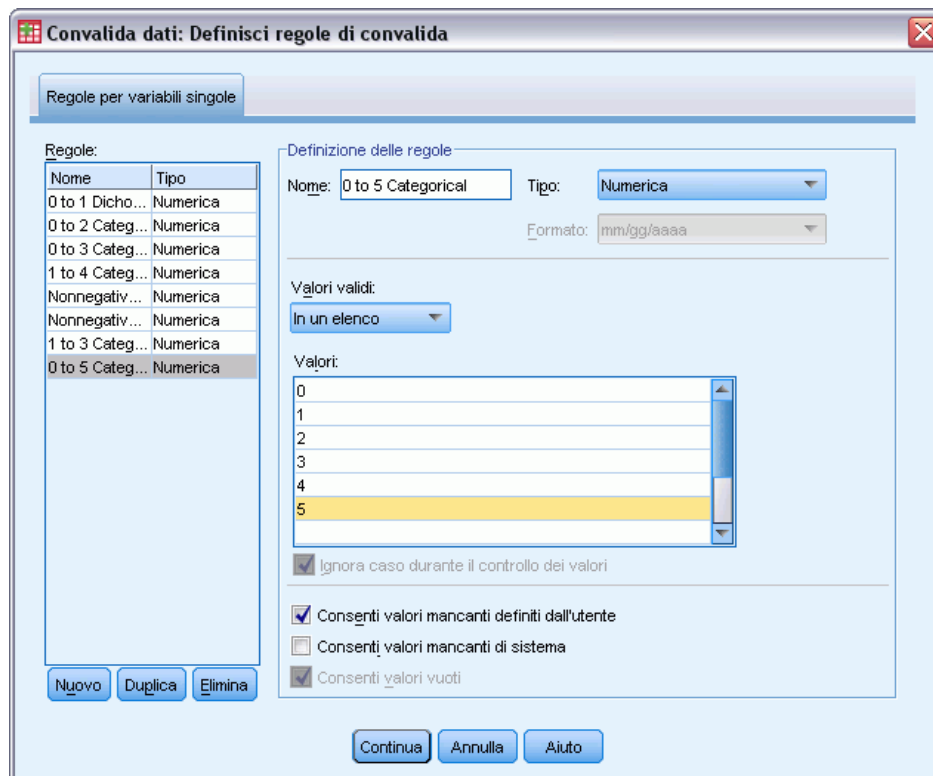 Convalida dati: Definisci regole di convalida
Regole per variabili singole
Regole:
Nome Tipo
0 to 1 Dicho... Numerica
0 to 2 Categ... Numerica
0 to 3 Categ... Numerica
1 to 4 Categ... Numerica
Nonnegativ... Numerica
Nonnegativ... Numerica
1 to 3 Categ... Numerica
0 to 5 Categ... Numerica
Nuovo Duplica Elimina
Definizione delle regole
Nome: 0 to 5 Categorical Tipo: Numerica
Formato: mm/gg/aaaa
Valori validi:
In un elenco
Valori:
0
1
2
3
4
5
Ignora caso durante il controllo dei valori
Consenti valori mancanti definiti dall'utente
Consenti valori mancanti di sistema
Consenti valori vuoti
Continua Annulla Aiuto